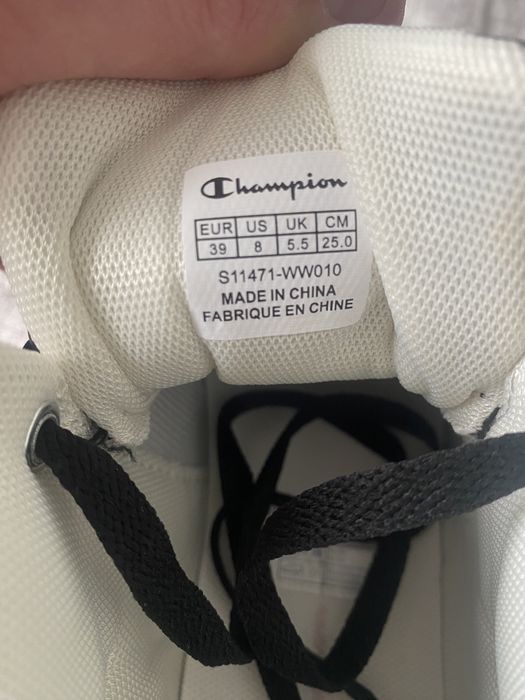 Champion
EUR US UK CM
39 8 5.5 25.0
S11471-WW010
MADE IN CHINA
FABRIQUE EN CHINE